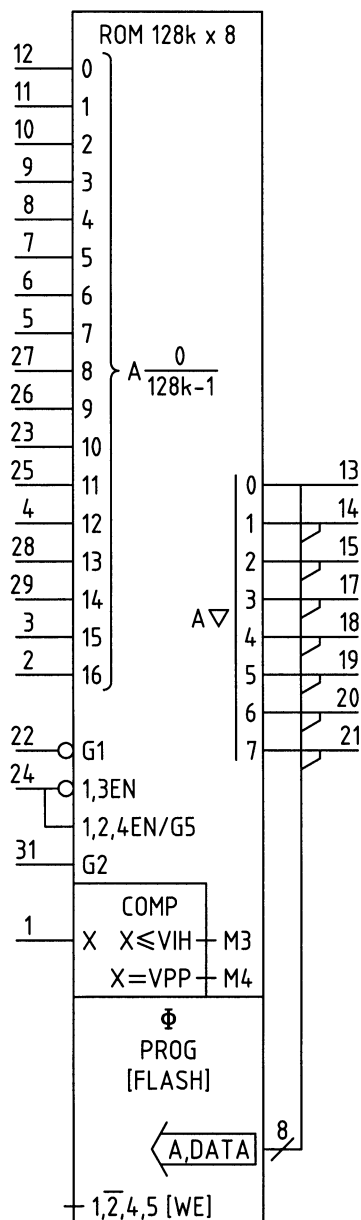 ROM 128k x 8
12 0
11 1
10 2
9 3
8 4
7 5
6 6
5 7
27 8 A 0
128k-1
26 9
23 10
25 11 0 13
4 12 1 14
28 13 2 15
29 14 3 17
3 15 A▽ 4 18
2 16 5 19
6 20
22 G1 7 21
24 1,3EN
1,2,4EN/G5
31 G2
COMP
1 X X≤VIH M3
X=VPP M4
Φ
PROG
[FLASH]
A,DATA 8
1,2̅,4,5 [WE]